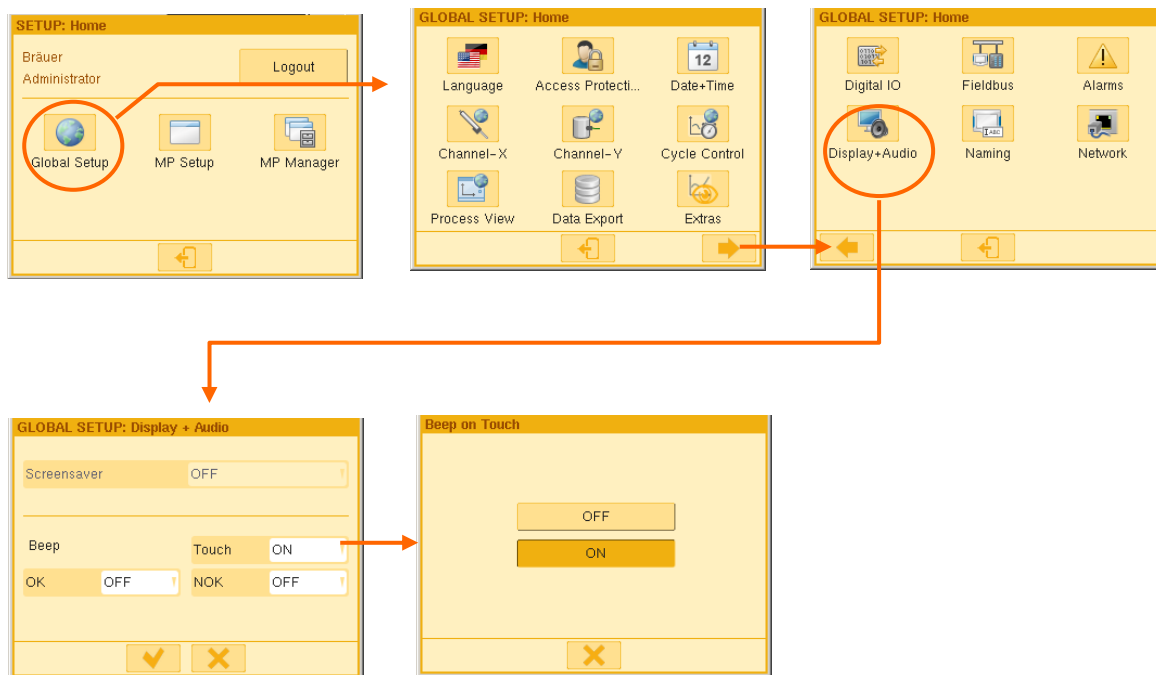 SETUP: Home
Bräuer
Administrator
Logout
Global Setup
MP Setup
MP Manager
GLOBAL SETUP: Home
Language
Access Protecti...
12
Date+Time
Channel-X
Channel-Y
Cycle Control
Process View
Data Export
Extras
GLOBAL SETUP: Home
Digital IO
Fieldbus
Alarms
Display+Audio
ABC
Naming
Network
GLOBAL SETUP: Display + Audio
Screensaver OFF
Beep Touch ON
OK OFF NOK OFF
Beep on Touch
OFF
ON